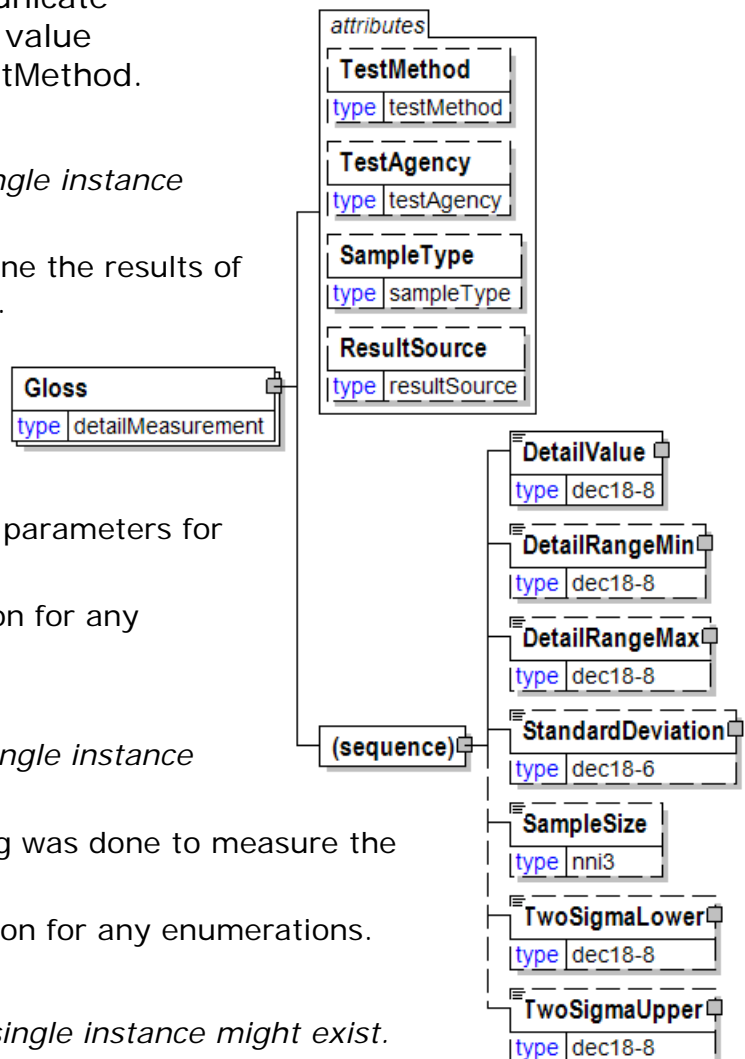 unicate
value
tMethod.
ngle instance
ne the results of
.
parameters for
on for any
ngle instance
g was done to measure the
on for any enumerations.
single instance might exist.
Gloss
type detailMeasurement
attributes
TestMethod
type testMethod
TestAgency
type testAgency
SampleType
type sampleType
ResultSource
type resultSource
(sequence)
DetailValue
type dec18-8
DetailRangeMin
type dec18-8
DetailRangeMax
type dec18-8
StandardDeviation
type dec18-6
SampleSize
type nni3
TwoSigmaLower
type dec18-8
TwoSigmaUpper
type dec18-8